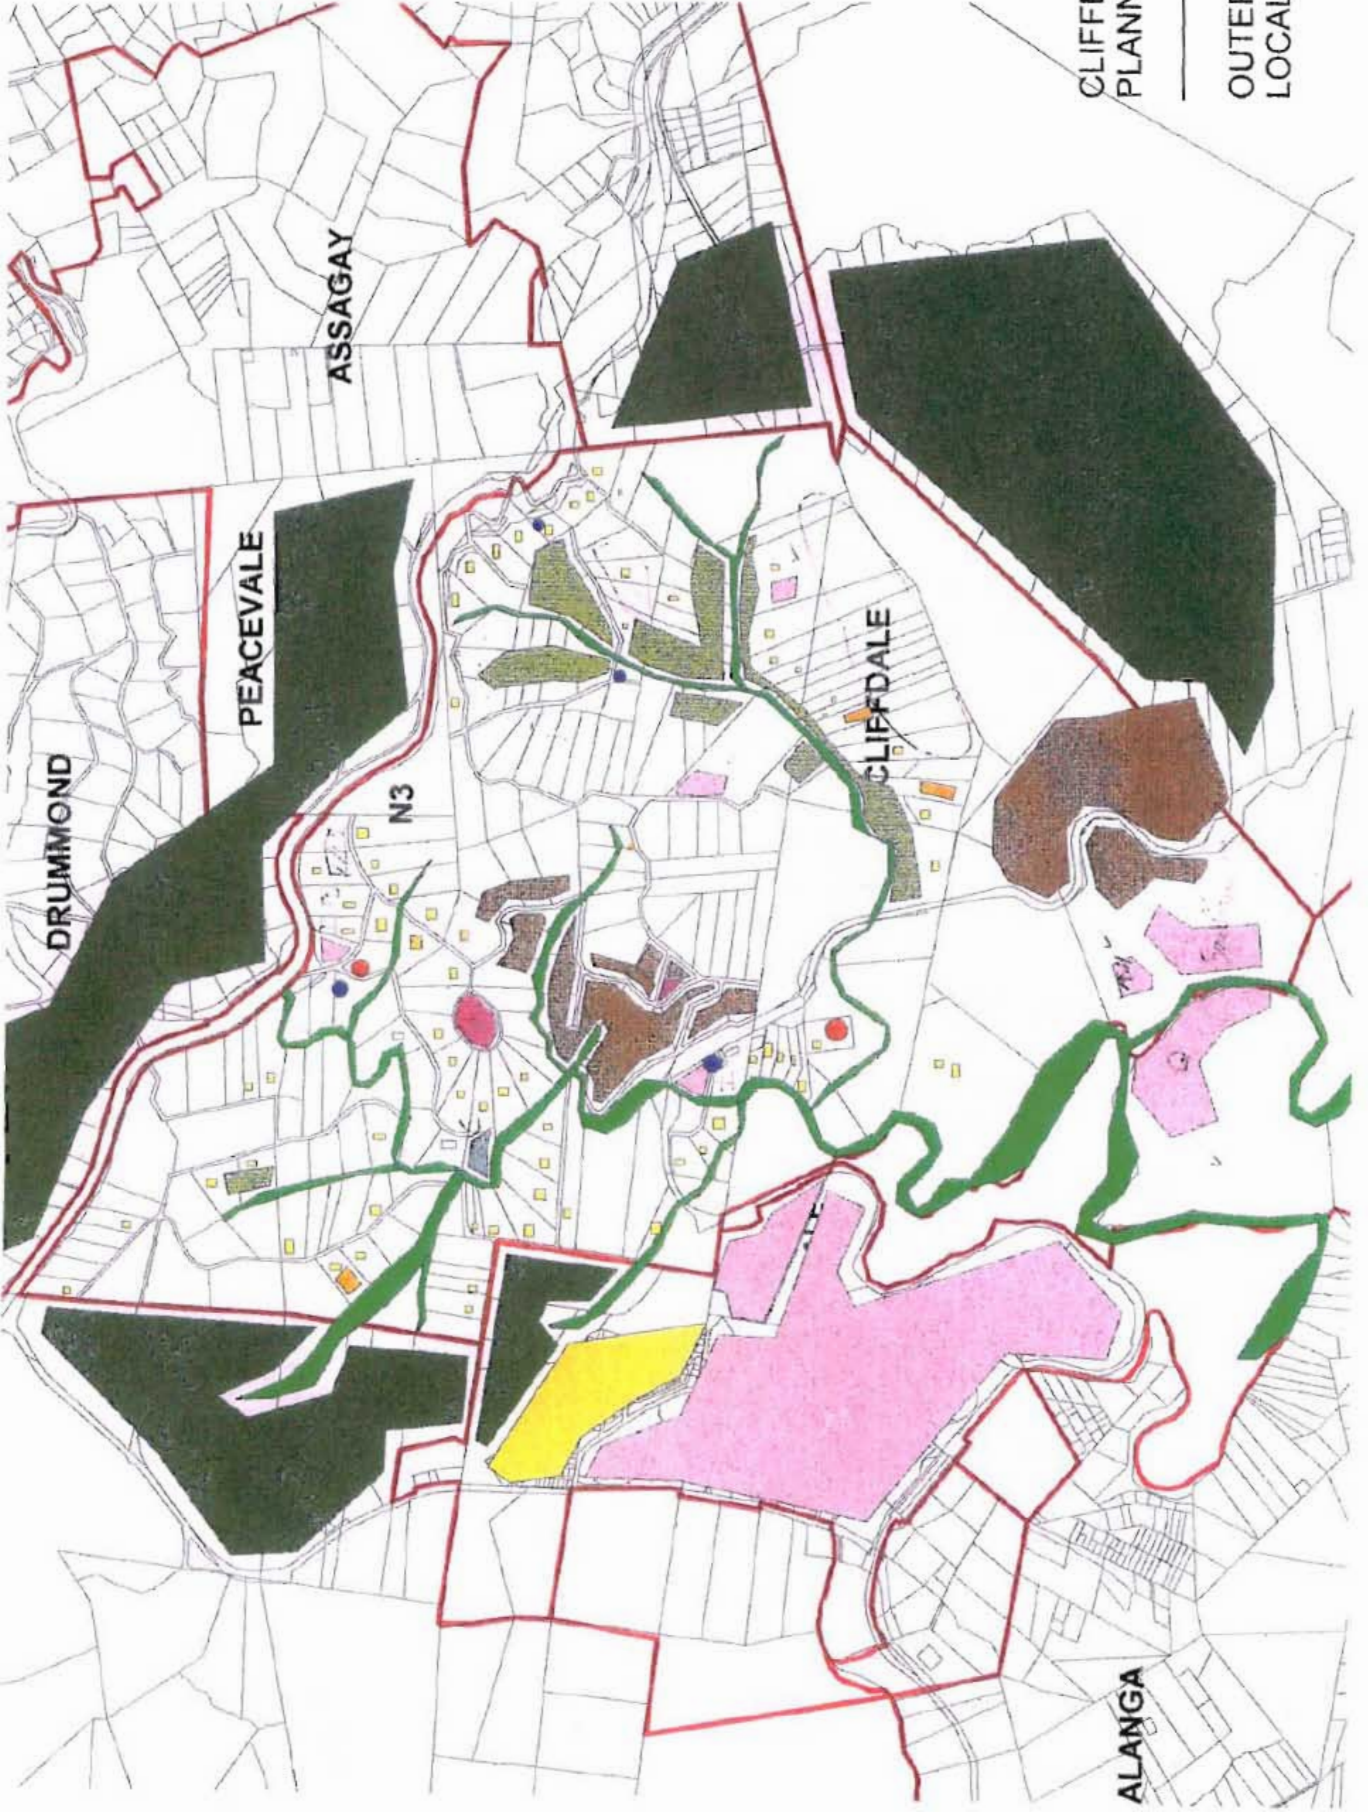 DRUMMOND
PEACEVALE
ASSAGAY
N3
CLIFFDALE
ALANGA
CLIFF
PLANN
OUTE
LOCAL